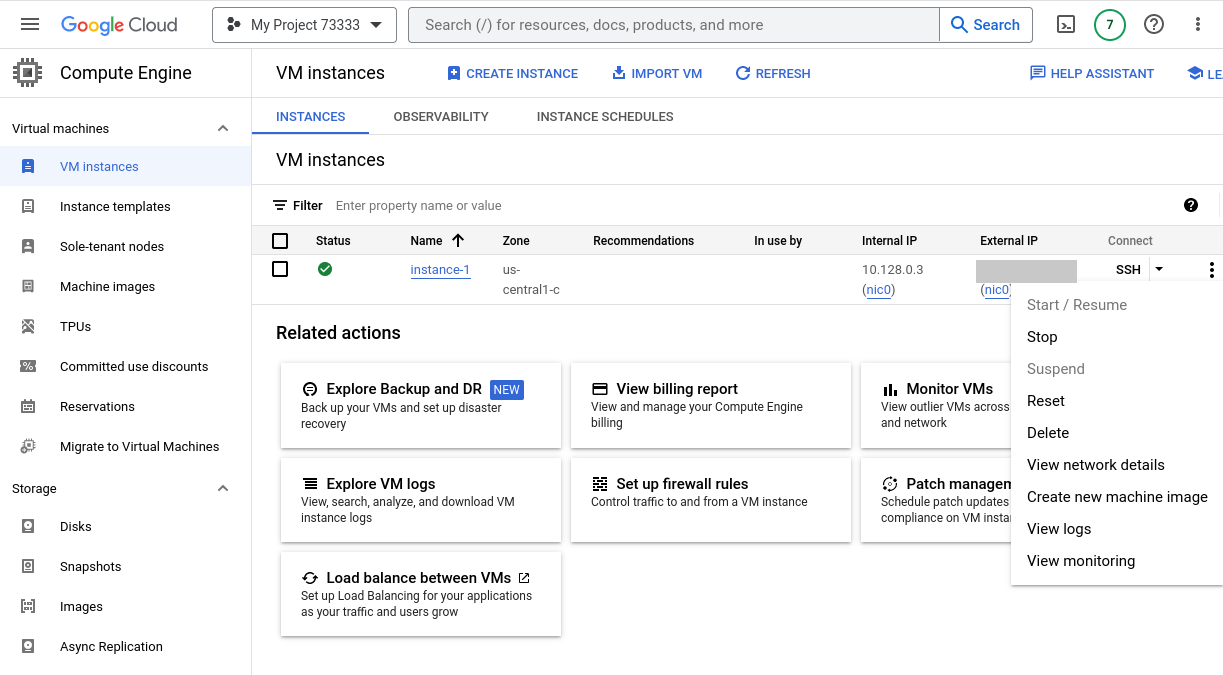 Google Cloud
My Project 73333
Search (/) for resources, docs, products, and more
Search
7
Compute Engine
VM instances
CREATE INSTANCE
IMPORT VM
REFRESH
HELP ASSISTANT
LE
Virtual machines
VM instances
Instance templates
Sole-tenant nodes
Machine images
TPUs
Committed use discounts
Reservations
Migrate to Virtual Machines
Storage
Disks
Snapshots
Images
Async Replication
INSTANCES
OBSERVABILITY
INSTANCE SCHEDULES
VM instances
Filter Enter property name or value
Status Name Zone Recommendations In use by Internal IP External IP Connect
instance-1 us- 10.128.0.3 SSH
central1-c (nic0) (nic0)
Related actions
Explore Backup and DR NEW
Back up your VMs and set up disaster
recovery
View billing report
View and manage your Compute Engine
billing
Monitor VMs
View outlier VMs across
and network
Explore VM logs
View, search, analyze, and download VM
instance logs
Set up firewall rules
Control traffic to and from a VM instance
Patch managem
Schedule patch updates
compliance on VM instan
Load balance between VMs
Set up Load Balancing for your applications
as your traffic and users grow
Start / Resume
Stop
Suspend
Reset
Delete
View network details
Create new machine image
View logs
View monitoring